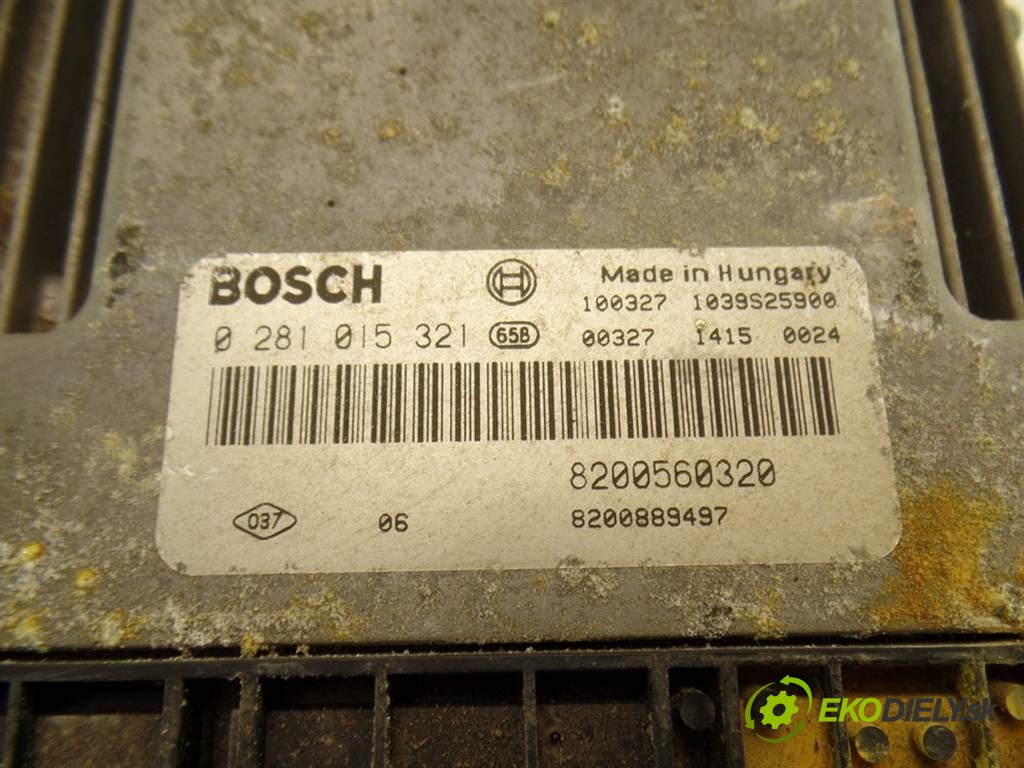 BOSCH Made in Hungary
100327 1039S25900
0 281 015 321 65B 00327 1415 0024
8200560320
037 06 8200889497
EKODIELY.sk